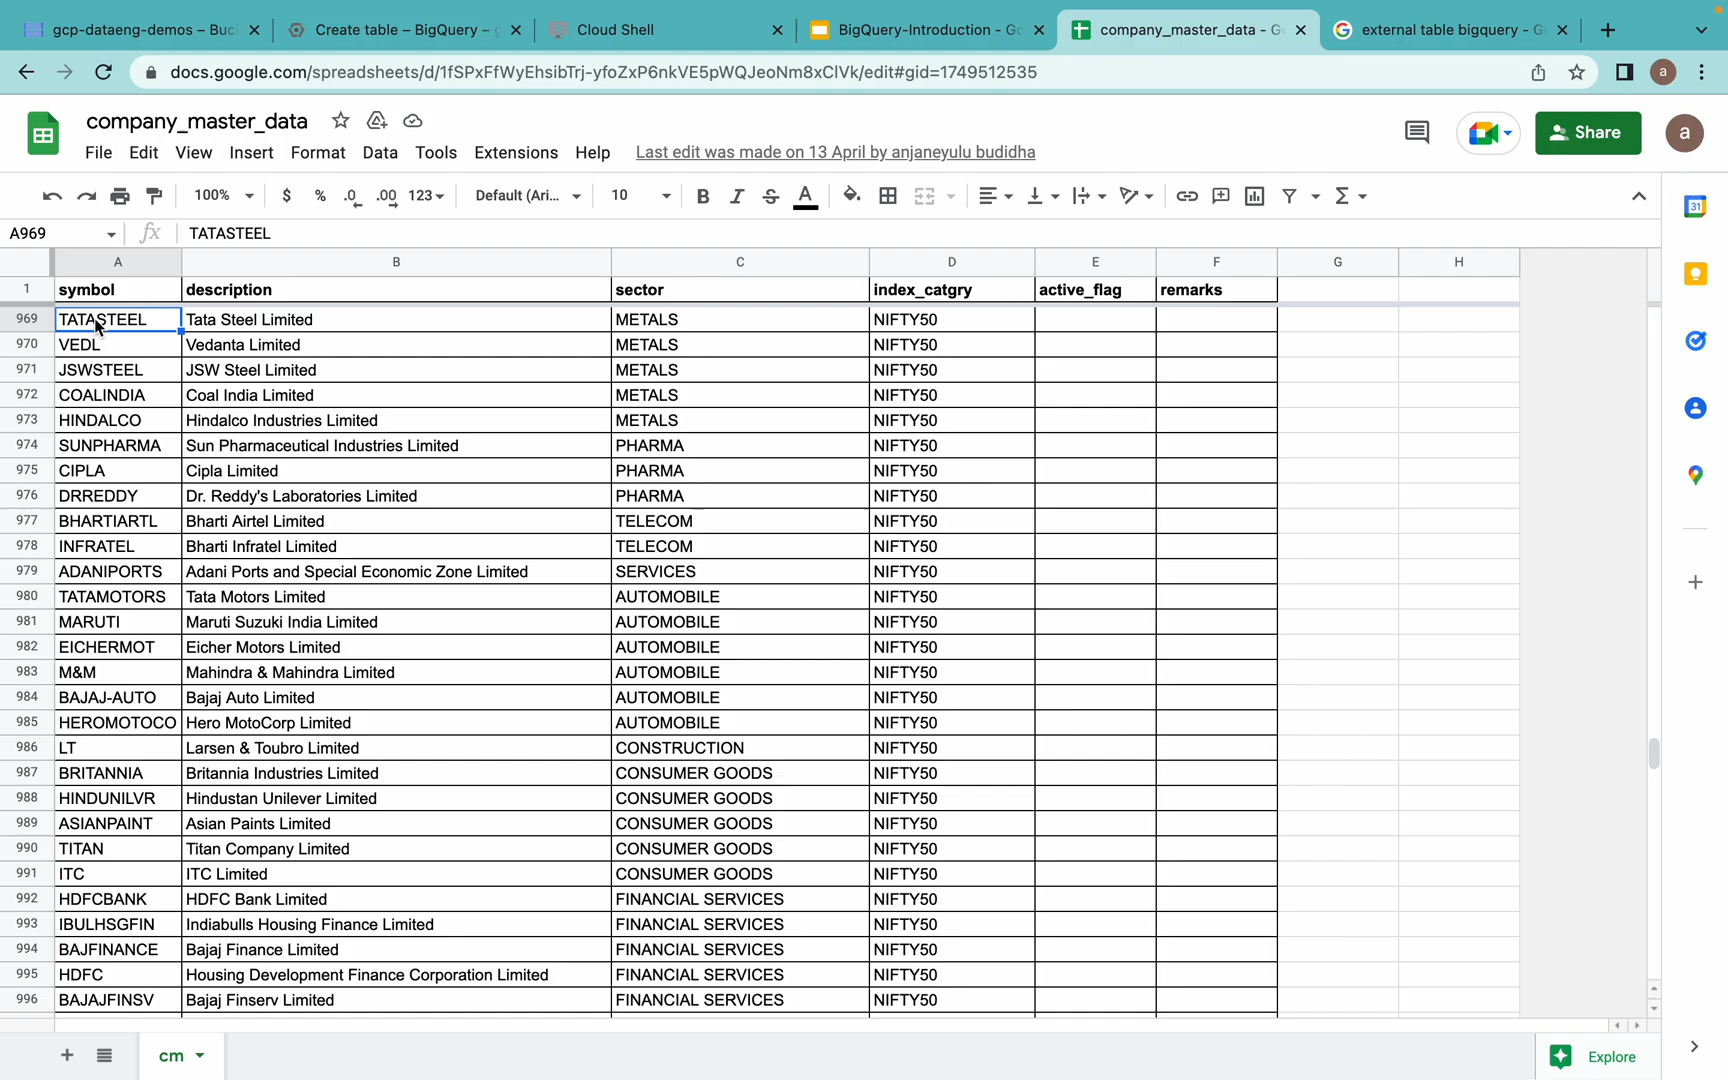 gcp-dataeng-demos – Buc
Create table – BigQuery –
Cloud Shell
BigQuery-Introduction - Go
company_master_data - G
external table bigquery - G
docs.google.com/spreadsheets/d/1fSPxFfWyEhsibTrj-yfoZxP6nkVE5pWQJeoNm8xClVk/edit#gid=1749512535
a
company_master_data
File Edit View Insert Format Data Tools Extensions Help Last edit was made on 13 April by anjaneyulu budidha
Share
a
100% $ % .0 .00 123 Default (Ari... 10 B I S A
31
A969 fx TATASTEEL
A B C D E F G H
1 symbol description sector index_catgry active_flag remarks
969 TATASTEEL Tata Steel Limited METALS NIFTY50
970 VEDL Vedanta Limited METALS NIFTY50
971 JSWSTEEL JSW Steel Limited METALS NIFTY50
972 COALINDIA Coal India Limited METALS NIFTY50
973 HINDALCO Hindalco Industries Limited METALS NIFTY50
974 SUNPHARMA Sun Pharmaceutical Industries Limited PHARMA NIFTY50
975 CIPLA Cipla Limited PHARMA NIFTY50
976 DRREDDY Dr. Reddy's Laboratories Limited PHARMA NIFTY50
977 BHARTIARTL Bharti Airtel Limited TELECOM NIFTY50
978 INFRATEL Bharti Infratel Limited TELECOM NIFTY50
979 ADANIPORTS Adani Ports and Special Economic Zone Limited SERVICES NIFTY50
980 TATAMOTORS Tata Motors Limited AUTOMOBILE NIFTY50
981 MARUTI Maruti Suzuki India Limited AUTOMOBILE NIFTY50
982 EICHERMOT Eicher Motors Limited AUTOMOBILE NIFTY50
983 M&M Mahindra & Mahindra Limited AUTOMOBILE NIFTY50
984 BAJAJ-AUTO Bajaj Auto Limited AUTOMOBILE NIFTY50
985 HEROMOTOCO Hero MotoCorp Limited AUTOMOBILE NIFTY50
986 LT Larsen & Toubro Limited CONSTRUCTION NIFTY50
987 BRITANNIA Britannia Industries Limited CONSUMER GOODS NIFTY50
988 HINDUNILVR Hindustan Unilever Limited CONSUMER GOODS NIFTY50
989 ASIANPAINT Asian Paints Limited CONSUMER GOODS NIFTY50
990 TITAN Titan Company Limited CONSUMER GOODS NIFTY50
991 ITC ITC Limited CONSUMER GOODS NIFTY50
992 HDFCBANK HDFC Bank Limited FINANCIAL SERVICES NIFTY50
993 IBULHSGFIN Indiabulls Housing Finance Limited FINANCIAL SERVICES NIFTY50
994 BAJFINANCE Bajaj Finance Limited FINANCIAL SERVICES NIFTY50
995 HDFC Housing Development Finance Corporation Limited FINANCIAL SERVICES NIFTY50
996 BAJAJFINSV Bajaj Finserv Limited FINANCIAL SERVICES NIFTY50
cm
Explore